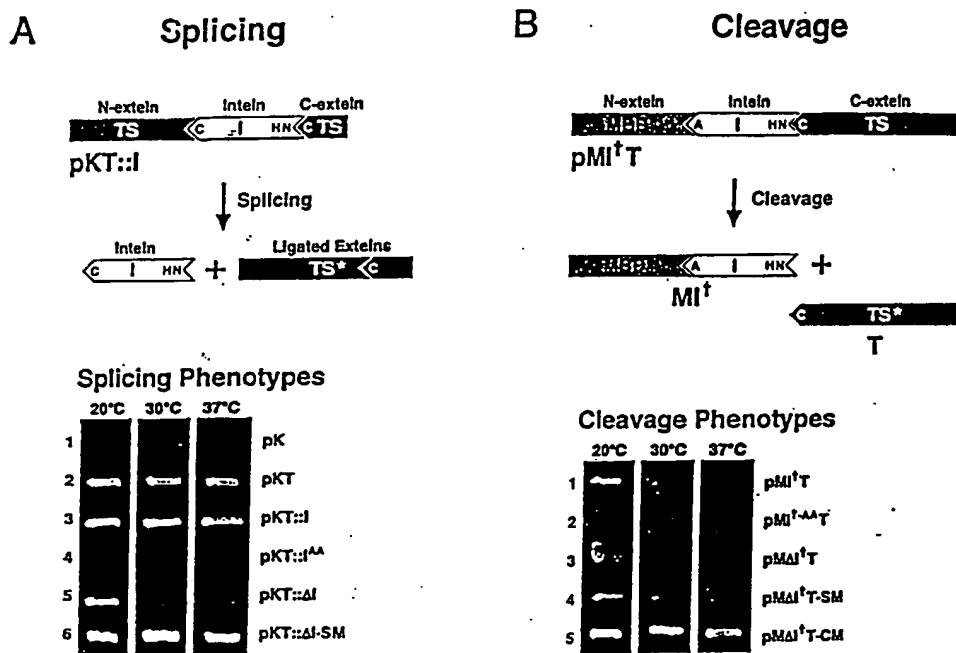 A Splicing
N-extein Intein C-extein
TS C I HN C TS
pKT::I
Splicing
Intein Ligated Exteins
C I HN + TS* C
Splicing Phenotypes
20°C 30°C 37°C
1 pK
2 pKT
3 pKT::I
4 pKT::I^AA
5 pKT::ΔI
6 pKT::ΔI-SM
B Cleavage
N-extein Intein C-extein
A I HN C TS
pMI†T
Cleavage
A I HN +
MI†
C TS*
T
Cleavage Phenotypes
20°C 30°C 37°C
1 pMI†T
2 pMI†-AAT
3 pMΔI†T
4 pMΔI†T-SM
5 pMΔI†T-CM